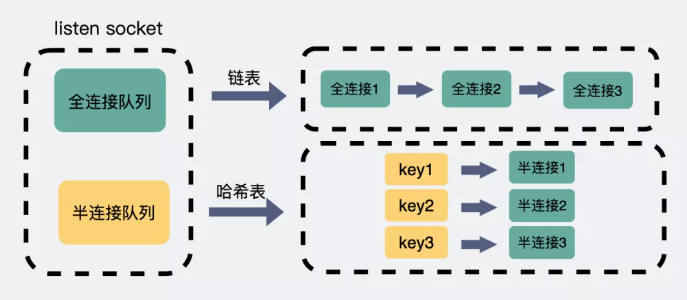 listen socket
全连接队列
链表
全连接1
全连接2
全连接3
半连接队列
哈希表
key1
半连接1
key2
半连接2
key3
半连接3